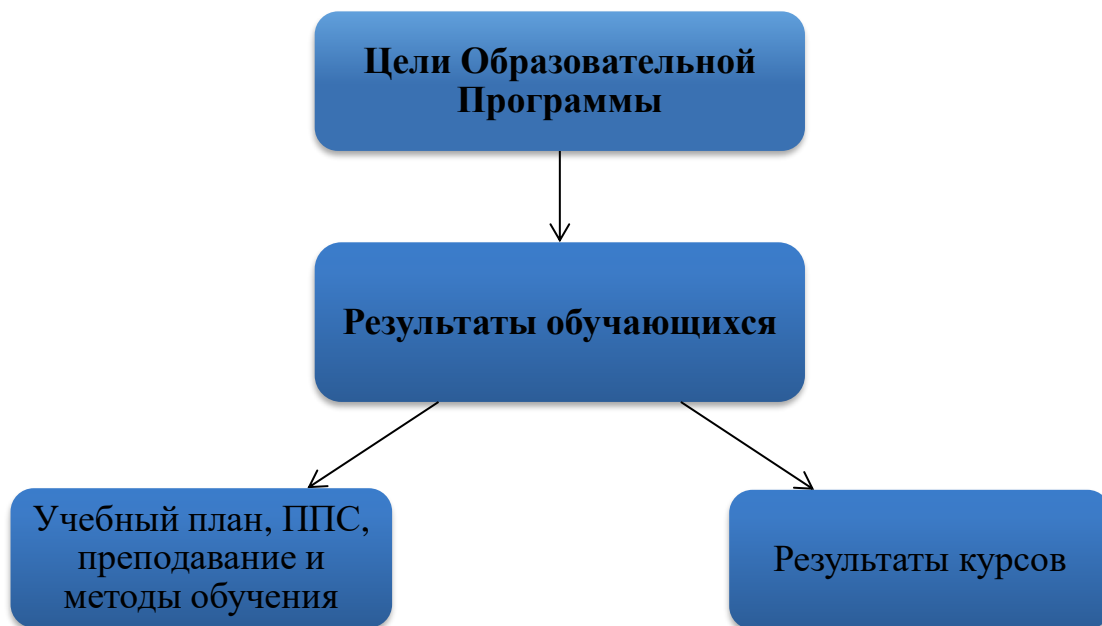 Цели Образовательной
Программы
Результаты обучающихся
Учебный план, ППС,
преподавание и
методы обучения
Результаты курсов